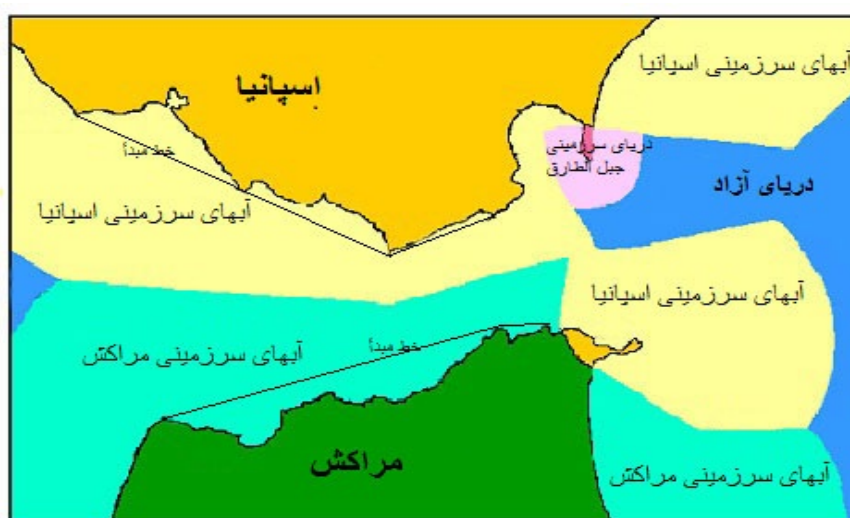 آبهای سرزمینی اسپانیا
اسپانیا
دریای سرزمینی
جبل الطارق
خط مبدأ
دریای آزاد
آبهای سرزمینی اسپانیا
آبهای سرزمینی اسپانیا
خط مبدأ
آبهای سرزمینی مراکش
مراکش
آبهای سرزمینی مراکش